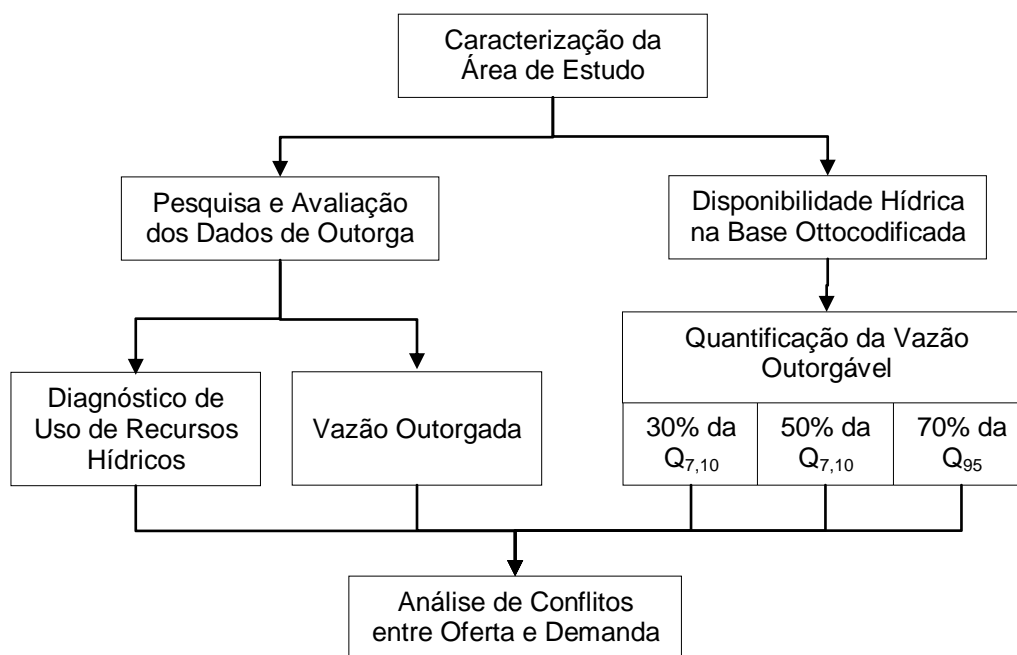 Caracterização da
Área de Estudo
Pesquisa e Avaliação
dos Dados de Outorga
Disponibilidade Hídrica
na Base Ottocodificada
Diagnóstico de
Uso de Recursos
Hídricos
Vazão Outorgada
Quantificação da Vazão
Outorgável
30% da
Q7,10
50% da
Q7,10
70% da
Q95
Análise de Conflitos
entre Oferta e Demanda